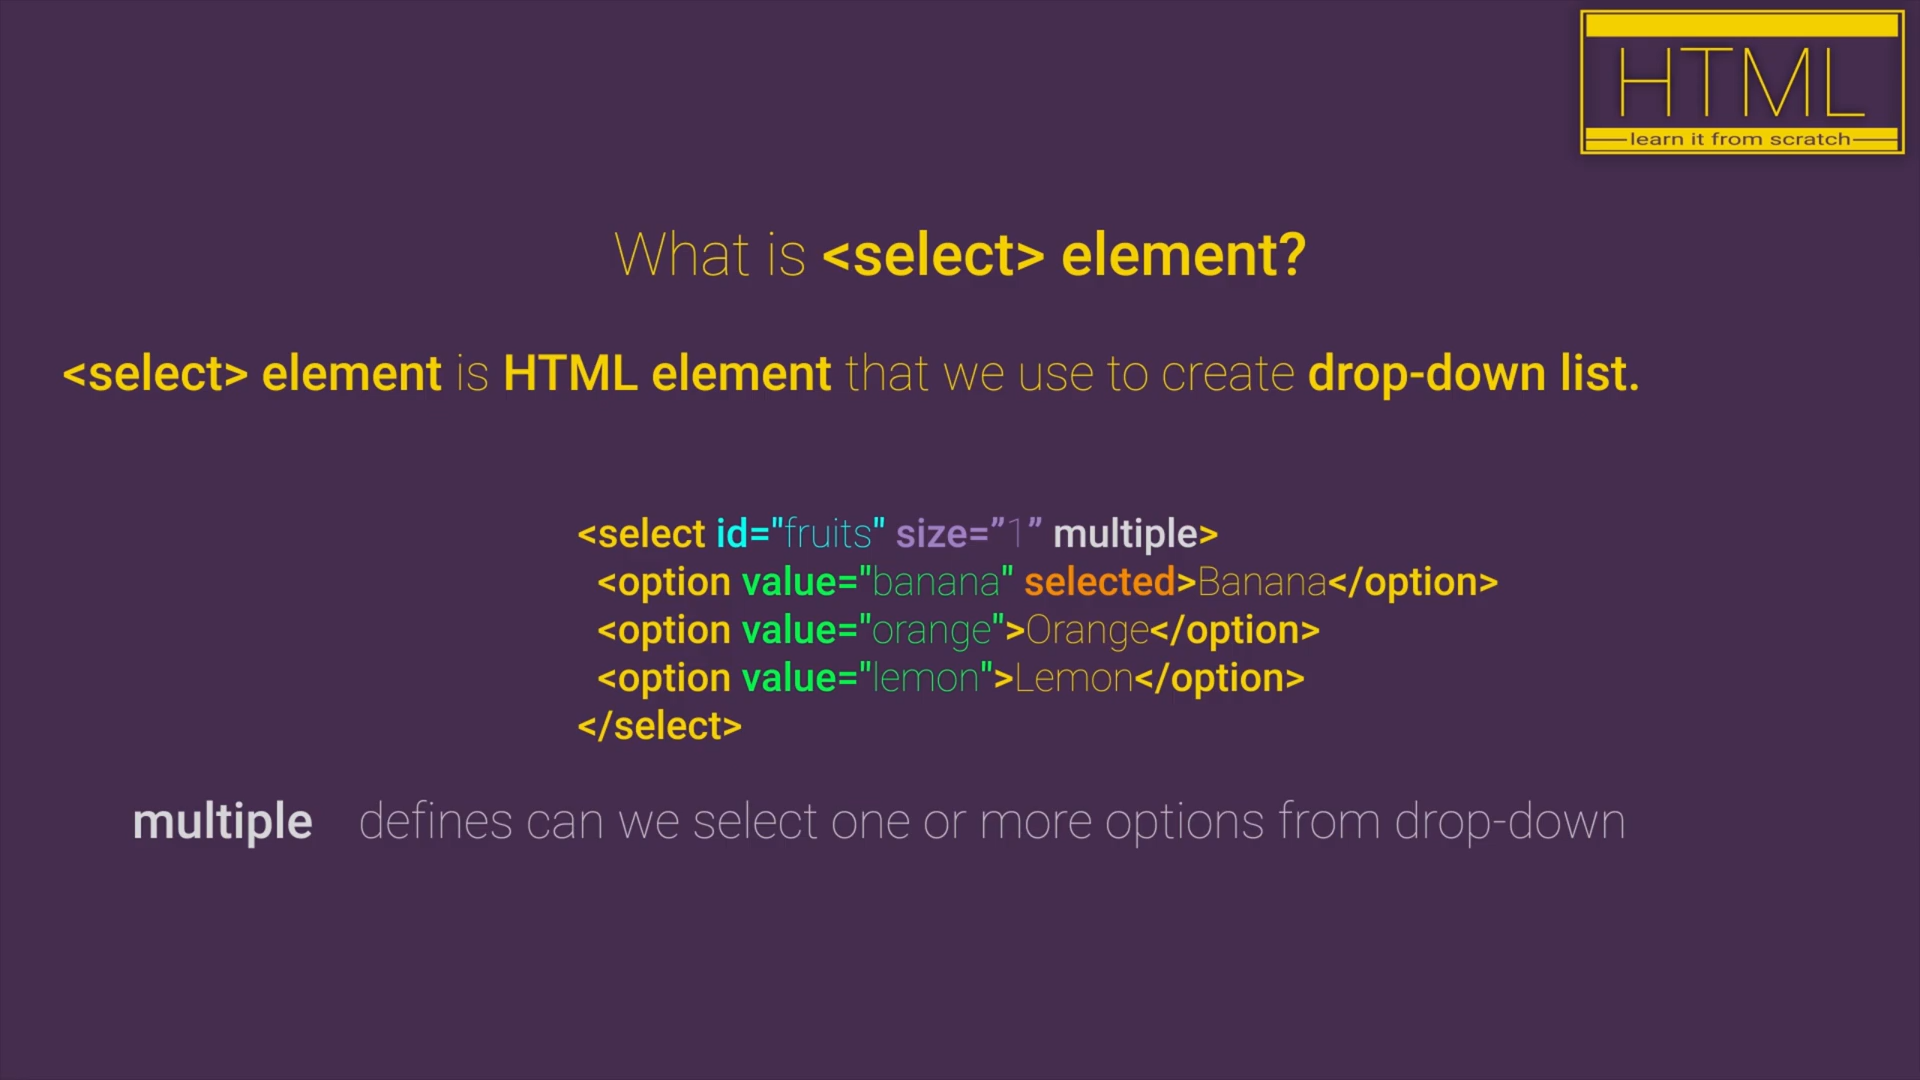 HTML
learn it from scratch
What is <select> element?
<select> element is HTML element that we use to create drop-down list.
<select id="fruits" size=”1” multiple>
<option value="banana" selected>Banana</option>
<option value="orange">Orange</option>
<option value="lemon">Lemon</option>
</select>
multiple defines can we select one or more options from drop-down